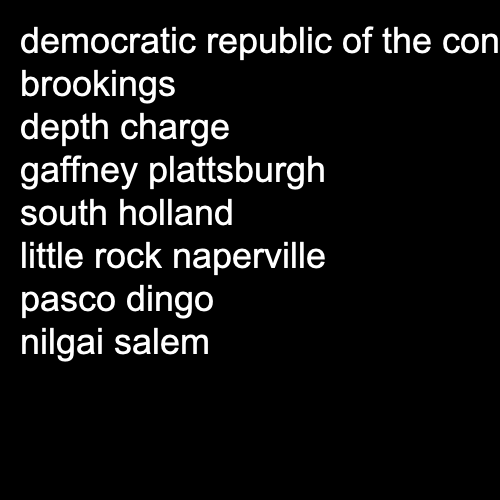 democratic republic of the con
brookings
depth charge
gaffney plattsburgh
south holland
little rock naperville
pasco dingo
nilgai salem